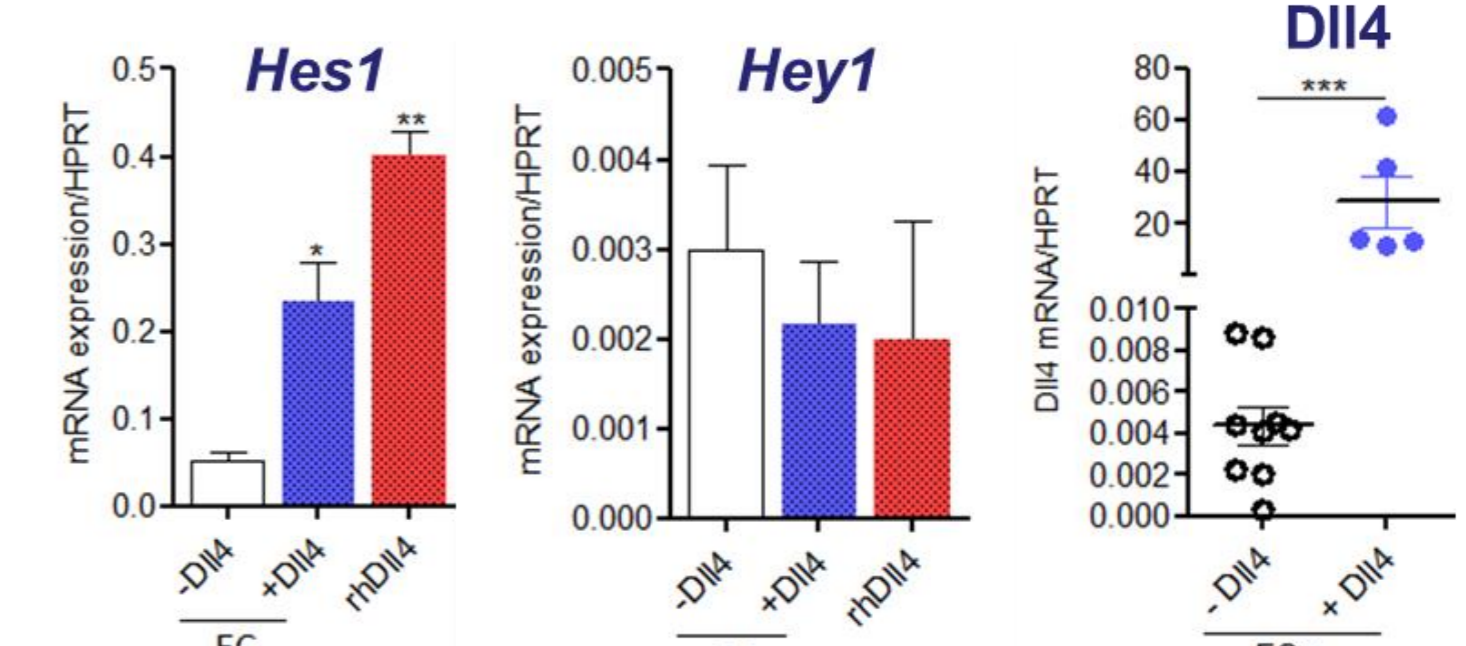 Hes1
mRNA expression/HPRT
0.5
0.4
0.3
0.2
0.1
0.0
**
*
-Dll4
+Dll4
rhDll4
Hey1
mRNA expression/HPRT
0.005
0.004
0.003
0.002
0.001
0.000
-Dll4
+Dll4
rhDll4
Dll4
Dll4 mRNA/HPRT
80
60
40
20
0.010
0.008
0.006
0.004
0.002
0.000
***
- Dll4
+ Dll4